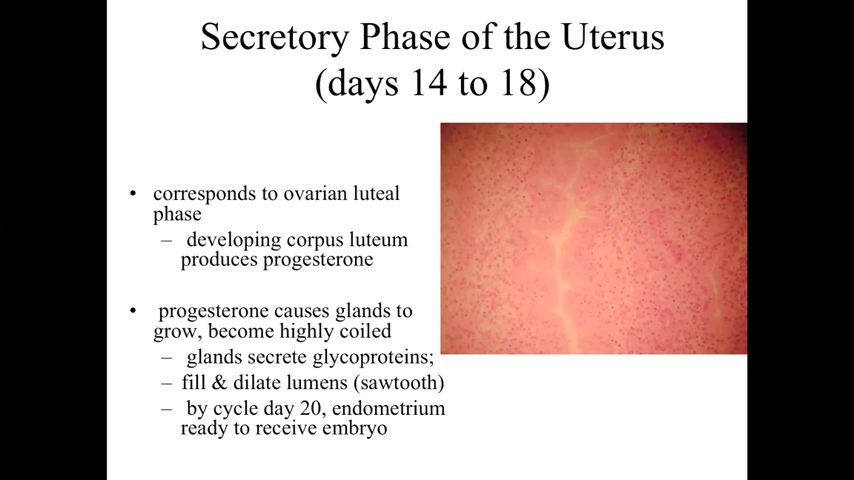 Secretory Phase of the Uterus
(days 14 to 18)
• corresponds to ovarian luteal
phase
– developing corpus luteum
produces progesterone
• progesterone causes glands to
grow, become highly coiled
– glands secrete glycoproteins;
– fill & dilate lumens (sawtooth)
– by cycle day 20, endometrium
ready to receive embryo